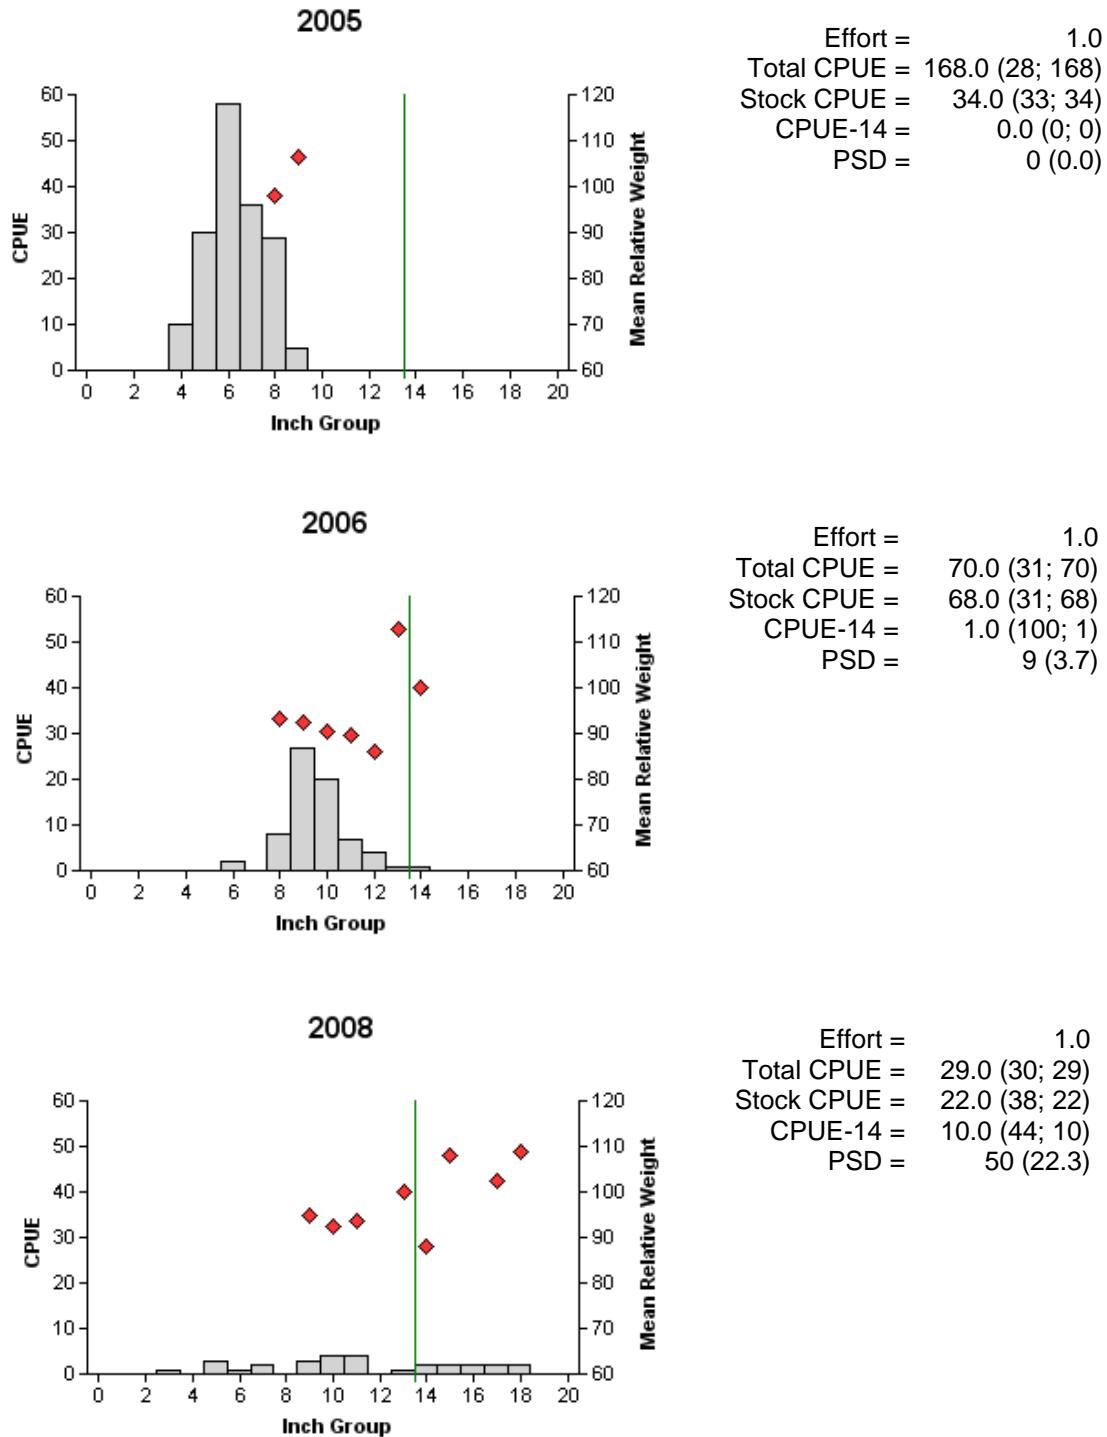 2005
Effort = 1.0
Total CPUE = 168.0 (28; 168)
Stock CPUE = 34.0 (33; 34)
CPUE-14 = 0.0 (0; 0)
PSD = 0 (0.0)
60 120
50 110
40 100
30 90
20 80
10 70
0 60
CPUE
Mean Relative Weight
0 2 4 6 8 10 12 14 16 18 20
Inch Group
2006
Effort = 1.0
Total CPUE = 70.0 (31; 70)
Stock CPUE = 68.0 (31; 68)
CPUE-14 = 1.0 (100; 1)
PSD = 9 (3.7)
60 120
50 110
40 100
30 90
20 80
10 70
0 60
CPUE
Mean Relative Weight
0 2 4 6 8 10 12 14 16 18 20
Inch Group
2008
Effort = 1.0
Total CPUE = 29.0 (30; 29)
Stock CPUE = 22.0 (38; 22)
CPUE-14 = 10.0 (44; 10)
PSD = 50 (22.3)
60 120
50 110
40 100
30 90
20 80
10 70
0 60
CPUE
Mean Relative Weight
0 2 4 6 8 10 12 14 16 18 20
Inch Group